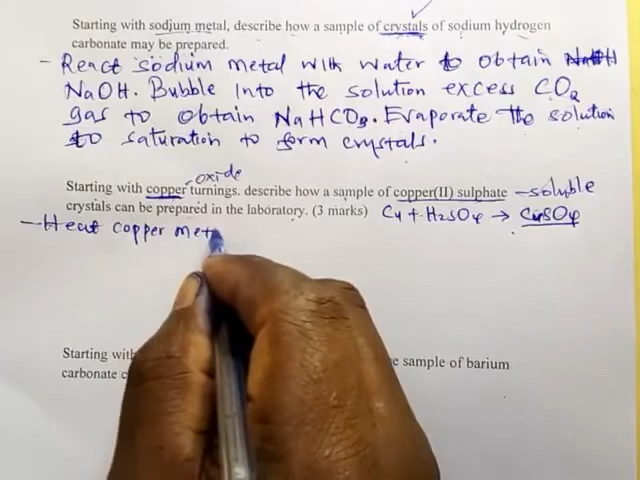 Starting with sodium metal, describe how a sample of crystals of sodium hydrogen
carbonate may be prepared.
- React sodium metal with water to obtain
NaOH. Bubble into the solution excess CO2
gas to obtain NaHCO3. Evaporate the solution
to saturation to form crystals.
-oxide
Starting with copper turnings. describe how a sample of copper(II) sulphate -soluble
crystals can be prepared in the laboratory. (3 marks) Cu + H2SO4 → CuSO4
- Heat copper met
Starting with e sample of barium
carbonate